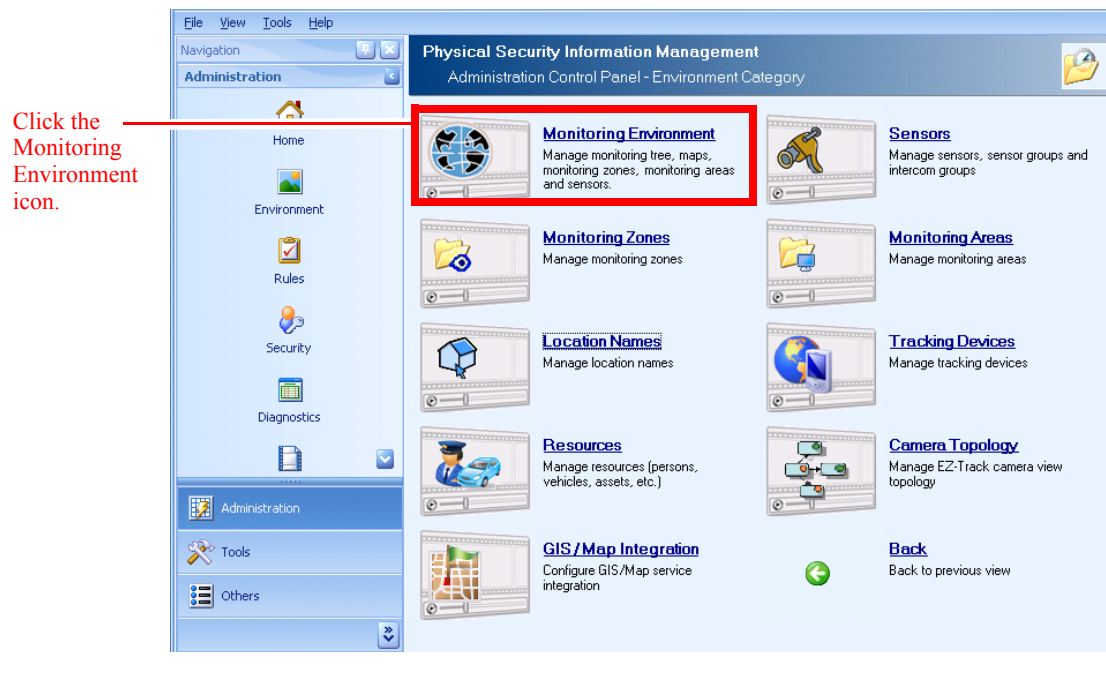 File View Tools Help
Navigation
Administration
Home
Environment
Rules
Security
Diagnostics
Administration
Tools
Others
Click the
Monitoring
Environment
icon.
Physical Security Information Management
Administration Control Panel - Environment Category
Monitoring Environment
Manage monitoring tree, maps,
monitoring zones, monitoring areas
and sensors.
Sensors
Manage sensors, sensor groups and
intercom groups
Monitoring Zones
Manage monitoring zones
Monitoring Areas
Manage monitoring areas
Location Names
Manage location names
Tracking Devices
Manage tracking devices
Resources
Manage resources (persons,
vehicles, assets, etc.)
Camera Topology
Manage EZ-Track camera view
topology
GIS/Map Integration
Configure GIS/Map service
integration
Back
Back to previous view